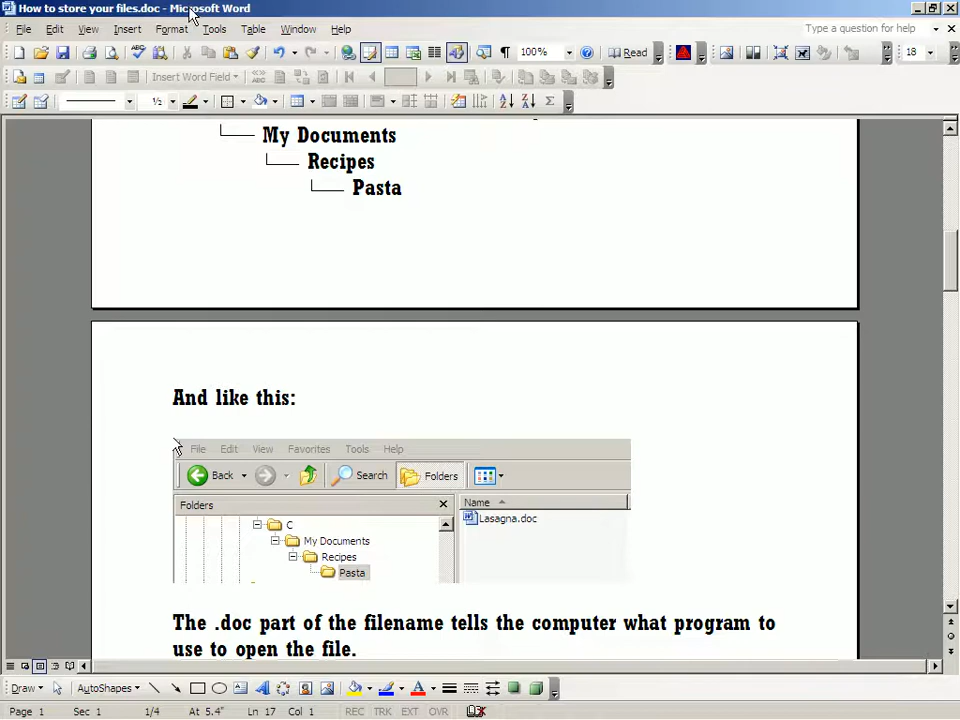 How to store your files.doc - Microsoft Word
File Edit View Insert Format Tools Table Window Help Type a question for help
100% Read 18
Insert Word Field
½
My Documents
Recipes
Pasta
And like this:
File Edit View Favorites Tools Help
Back Search Folders
Folders Name
C Lasagna.doc
My Documents
Recipes
Pasta
The .doc part of the filename tells the computer what program to
use to open the file.
Draw AutoShapes
Page 1 Sec 1 1/4 At 5.4" Ln 17 Col 1 REC TRK EXT OVR